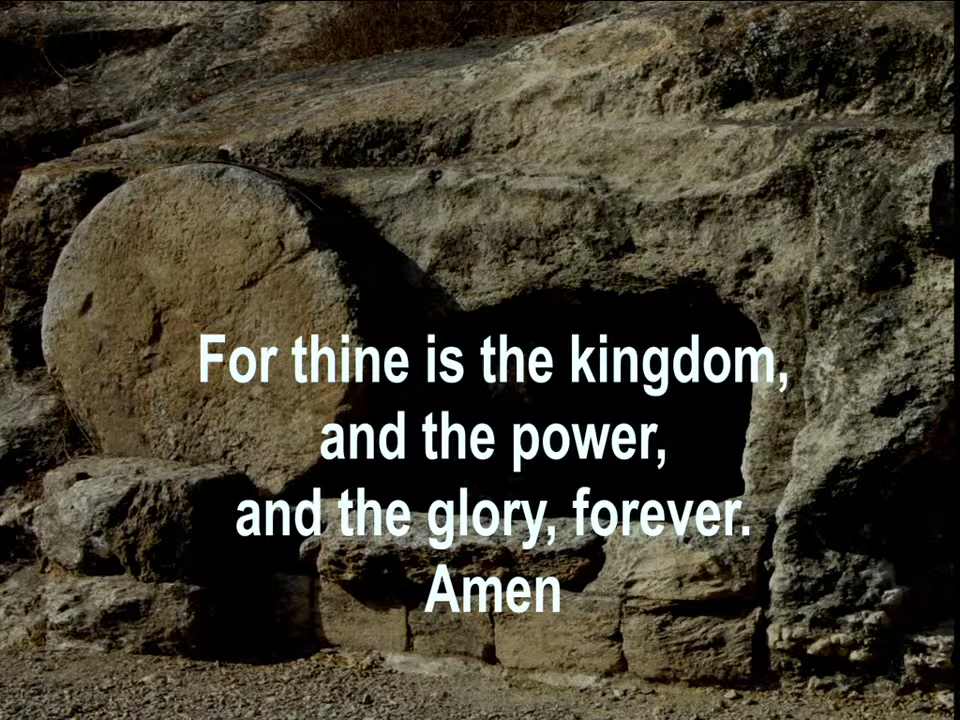 For thine is the kingdom,
and the power,
and the glory, forever.
Amen